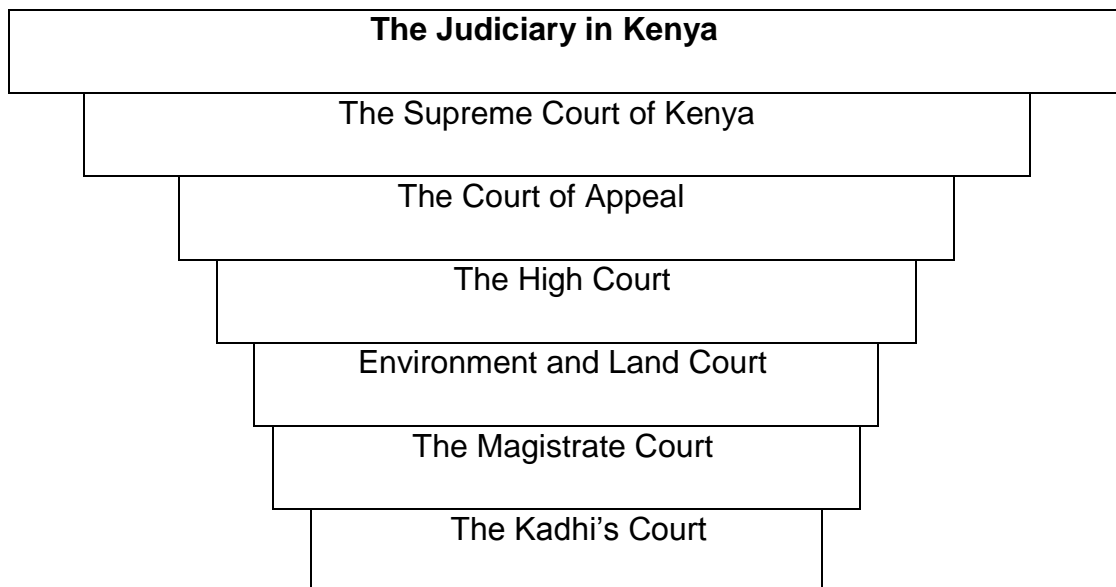 The Judiciary in Kenya
The Supreme Court of Kenya
The Court of Appeal
The High Court
Environment and Land Court
The Magistrate Court
The Kadhi’s Court